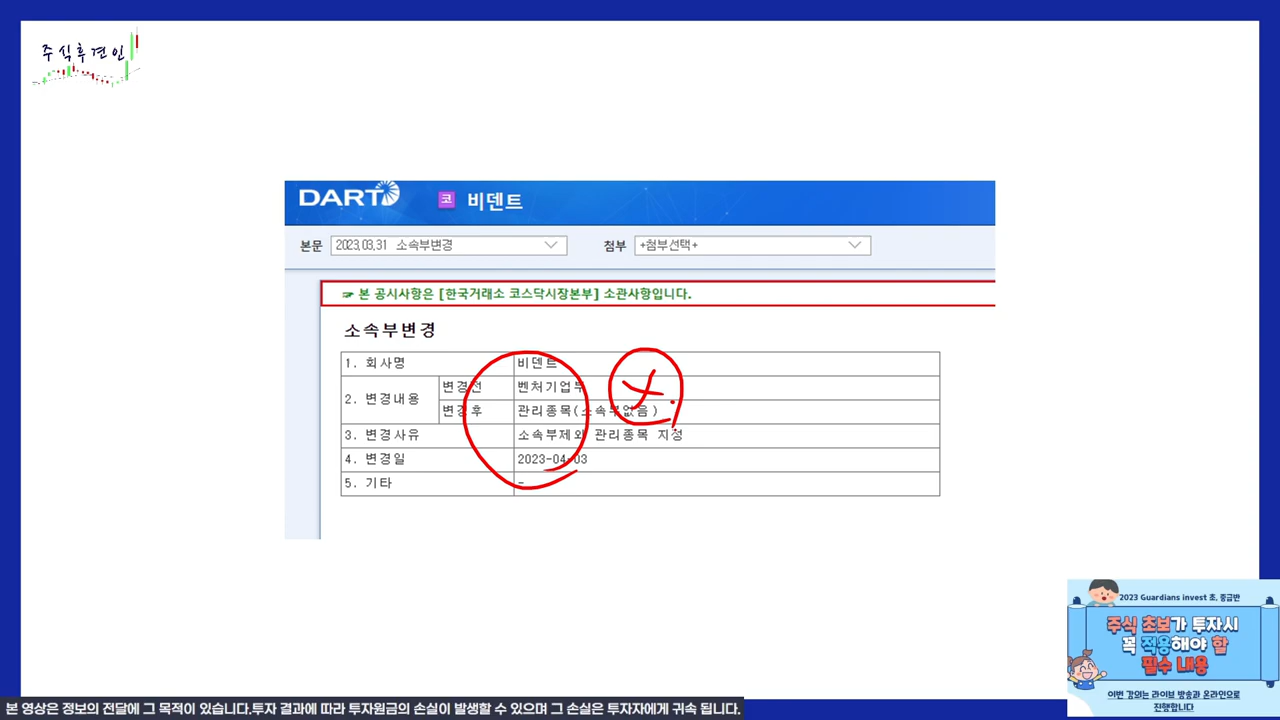 주식후견인
DART 코 비덴트
본문 2023.03.31 소속부변경 첨부 +첨부선택+
☞ 본 공시사항은 [한국거래소 코스닥시장본부] 소관사항입니다.
소속부변경
1. 회사명 비덴트
2. 변경내용 변경전 벤처기업부
변경후 관리종목(소속부없음)
3. 변경사유 소속부제외 관리종목 지정
4. 변경일 2023-04-03
5. 기타 -
2023 Guardians invest 초, 중급반
주식 초보가 투자시
꼭 적용해야 할
필수 내용
이번 강의는 라이브 방송과 온라인으로
진행합니다
본 영상은 정보의 전달에 그 목적이 있습니다.투자 결과에 따라 투자원금의 손실이 발생할 수 있으며 그 손실은 투자자에게 귀속 됩니다.